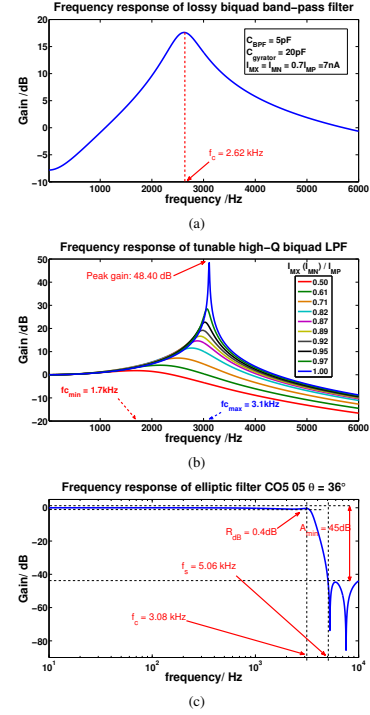 Frequency response of lossy biquad band-pass filter
20
15
10
5
0
-5
-10
Gain /dB
C_BPF = 5pF
C_gyrator = 20pF
I_MX = I_MN = 0.7I_MP =7nA
f_c = 2.62 kHz
1000 2000 3000 4000 5000 6000
frequency /Hz
(a)
Frequency response of tunable high-Q biquad LPF
50
40
30
20
10
0
-10
-20
Gain /dB
Peak gain: 48.40 dB
I_MX (I_MN) / I_MP
0.50
0.61
0.71
0.82
0.87
0.89
0.92
0.95
0.97
1.00
fc_min = 1.7kHz
fc_max = 3.1kHz
1000 2000 3000 4000 5000 6000
frequency /Hz
(b)
Frequency response of elliptic filter CO5 05 θ = 36°
0
-20
-40
-60
-80
Gain/ dB
R_dB = 0.4dB
A_min = 45dB
f_s = 5.06 kHz
f_c = 3.08 kHz
10^1 10^2 10^3 10^4
frequency/ Hz
(c)